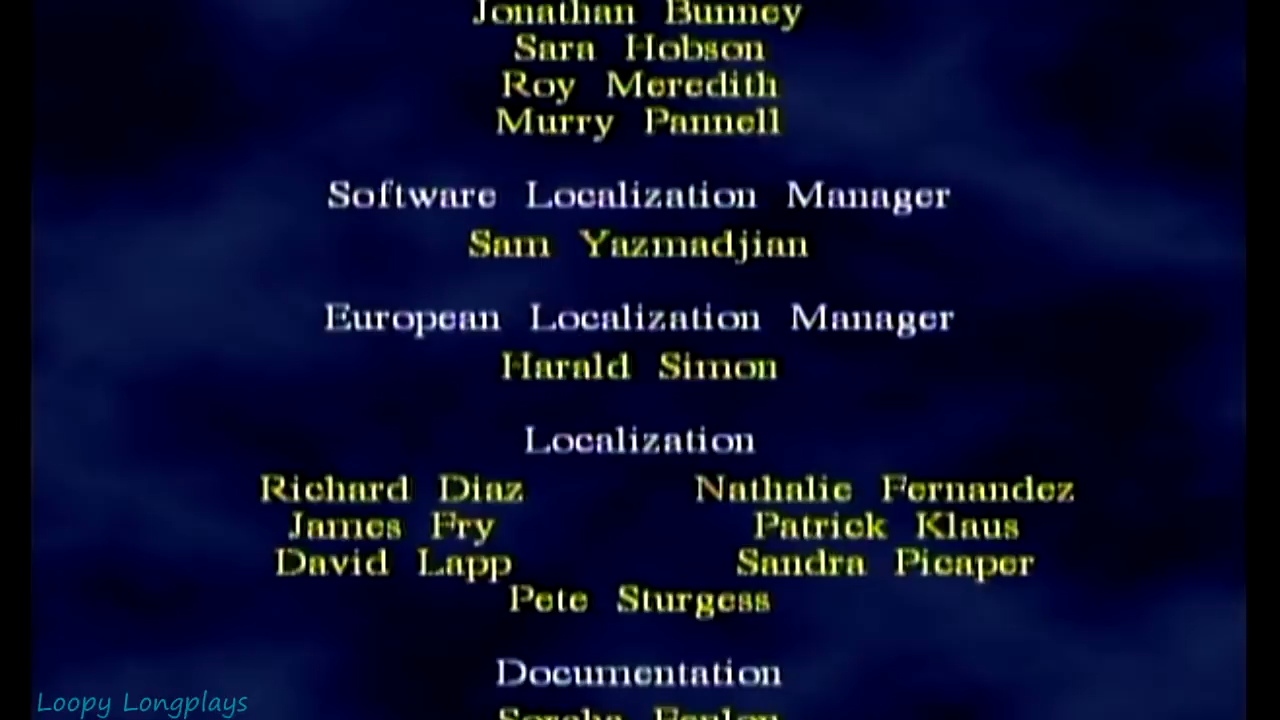 Jonathan Bunney
Sara Hobson
Roy Meredith
Murry Pannell
Software Localization Manager
Sam Yazmadjian
European Localization Manager
Harald Simon
Localization
Richard Diaz Nathalie Fernandez
James Fry Patrick Klaus
David Lapp Sandra Picaper
Pete Sturgess
Documentation
Loopy Longplays